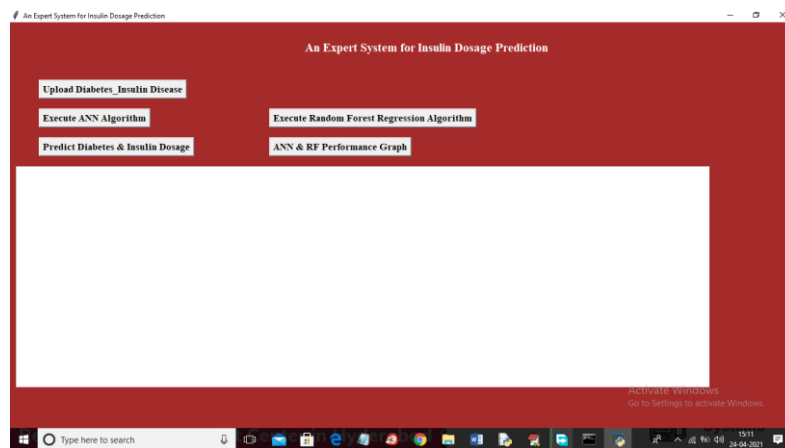 An Expert System for Insulin Dosage Prediction
An Expert System for Insulin Dosage Prediction
Upload Diabetes_Insulin Disease
Execute ANN Algorithm
Execute Random Forest Regression Algorithm
Predict Diabetes & Insulin Dosage
ANN & RF Performance Graph
Activate Windows
Go to Settings to activate Windows.
Type here to search
15:11
24-04-2021